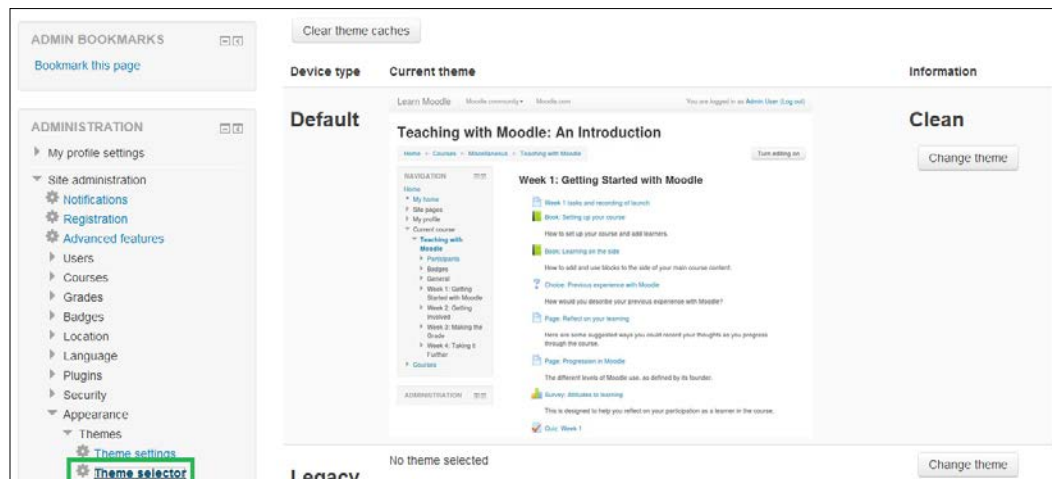 ADMIN BOOKMARKS
Bookmark this page
ADMINISTRATION
My profile settings
Site administration
Notifications
Registration
Advanced features
Users
Courses
Grades
Badges
Location
Language
Plugins
Security
Appearance
Themes
Theme settings
Theme selector
Clear theme caches
Device type Current theme Information
Default
Learn Moodle Moodle community Moodle.com You are logged in as Admin User (Log out)
Teaching with Moodle: An Introduction
Home Courses Miscellaneous Teaching with Moodle Turn editing on
NAVIGATION
Home
My home
Site pages
My profile
Current course
Teaching with
Moodle
Participants
Badges
General
Week 1: Getting
Started with Moodle
Week 2: Getting
Involved
Week 3: Making the
Grade
Week 4: Taking it
Further
Courses
ADMINISTRATION
Week 1: Getting Started with Moodle
Week 1 tasks and recording of launch
Book: Setting up your course
How to set up your course and add learners.
Book: Learning on the side
How to add and use blocks to the side of your main course content.
Choice: Previous experience with Moodle
How would you describe your previous experience with Moodle?
Page: Reflect on your learning
Here are some suggested ways you could record your thoughts as you progress
through the course.
Page: Progression in Moodle
The different levels of Moodle use, as defined by its founder.
Survey: Attitudes to learning
This is designed to help you reflect on your participation as a learner in the course.
Quiz: Week 1
Clean
Change theme
Legacy
No theme selected
Change theme